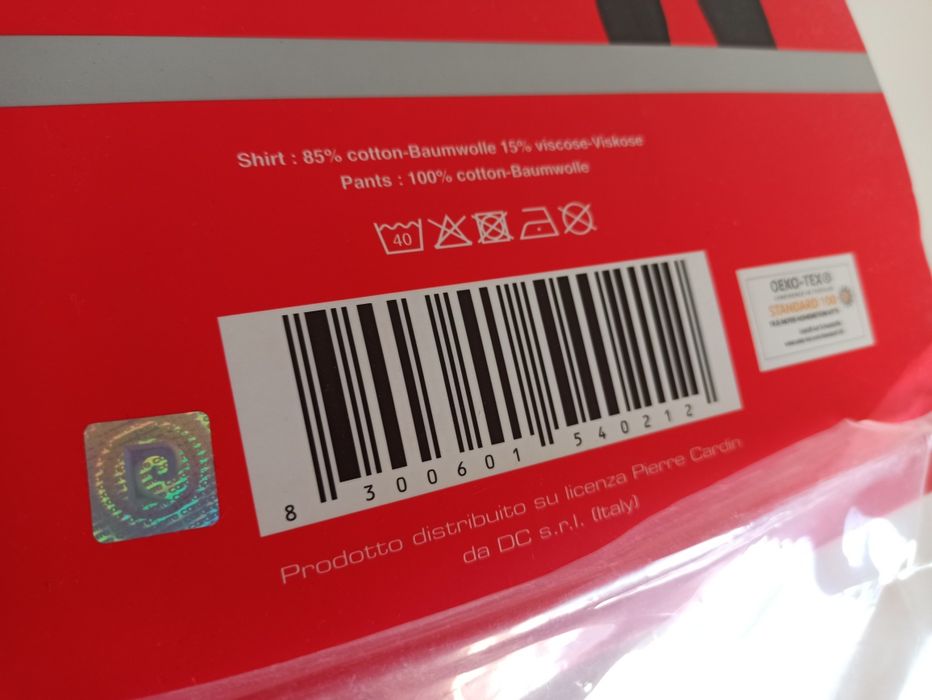 Shirt : 85% cotton-Baumwolle 15% viscose-Viskose
Pants : 100% cotton-Baumwolle
40
OEKO-TEX®
STANDARD 100
8 300601 540212
Prodotto distribuito su licenza Pierre Cardin
da DC s.r.l. (Italy)